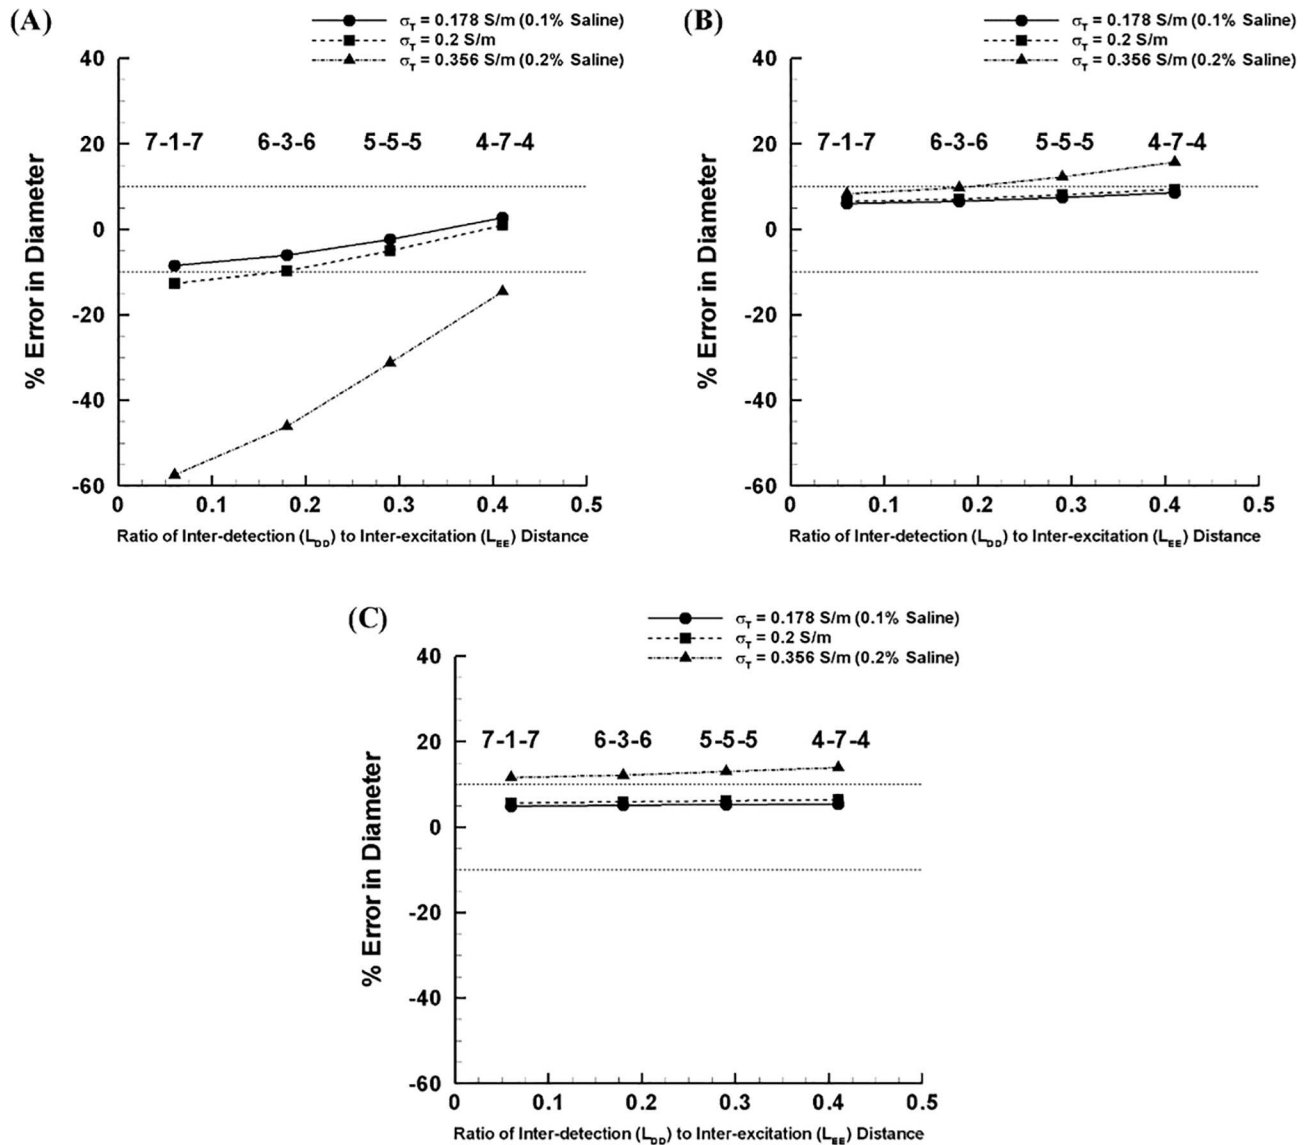 (A)
σT = 0.178 S/m (0.1% Saline)
σT = 0.2 S/m
σT = 0.356 S/m (0.2% Saline)
40
20
0
-20
-40
-60
% Error in Diameter
7-1-7 6-3-6 5-5-5 4-7-4
0 0.1 0.2 0.3 0.4 0.5
Ratio of Inter-detection (LDD) to Inter-excitation (LEE) Distance
(B)
σT = 0.178 S/m (0.1% Saline)
σT = 0.2 S/m
σT = 0.356 S/m (0.2% Saline)
40
20
0
-20
-40
-60
% Error in Diameter
7-1-7 6-3-6 5-5-5 4-7-4
0 0.1 0.2 0.3 0.4 0.5
Ratio of Inter-detection (LDD) to Inter-excitation (LEE) Distance
(C)
σT = 0.178 S/m (0.1% Saline)
σT = 0.2 S/m
σT = 0.356 S/m (0.2% Saline)
40
20
0
-20
-40
-60
% Error in Diameter
7-1-7 6-3-6 5-5-5 4-7-4
0 0.1 0.2 0.3 0.4 0.5
Ratio of Inter-detection (LDD) to Inter-excitation (LEE) Distance